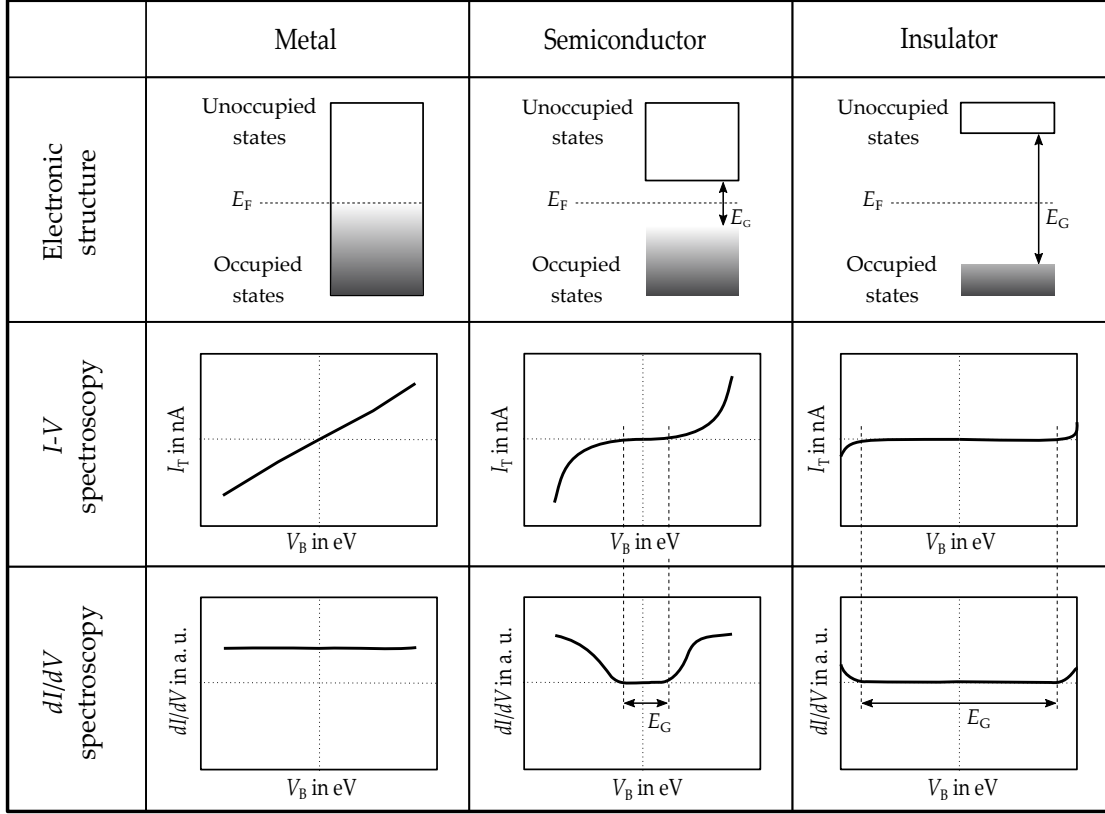 Metal
Semiconductor
Insulator
Electronic
structure
Unoccupied
states
E_F
Occupied
states
Unoccupied
states
E_F
E_G
Occupied
states
Unoccupied
states
E_F
E_G
Occupied
states
I-V
spectroscopy
I_T in nA
V_B in eV
I_T in nA
V_B in eV
I_T in nA
V_B in eV
dI/dV
spectroscopy
dI/dV in a. u.
V_B in eV
dI/dV in a. u.
E_G
V_B in eV
dI/dV in a. u.
E_G
V_B in eV